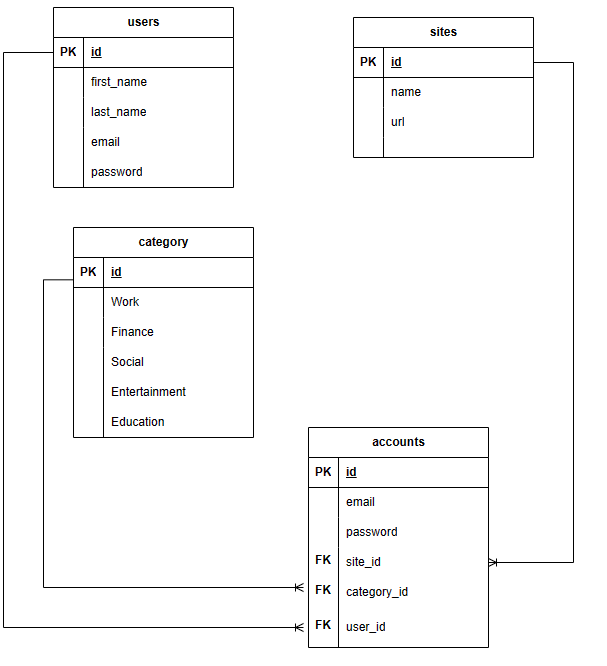 users
PK id
first_name
last_name
email
password
sites
PK id
name
url
category
PK id
Work
Finance
Social
Entertainment
Education
accounts
PK id
email
password
FK site_id
FK category_id
FK user_id